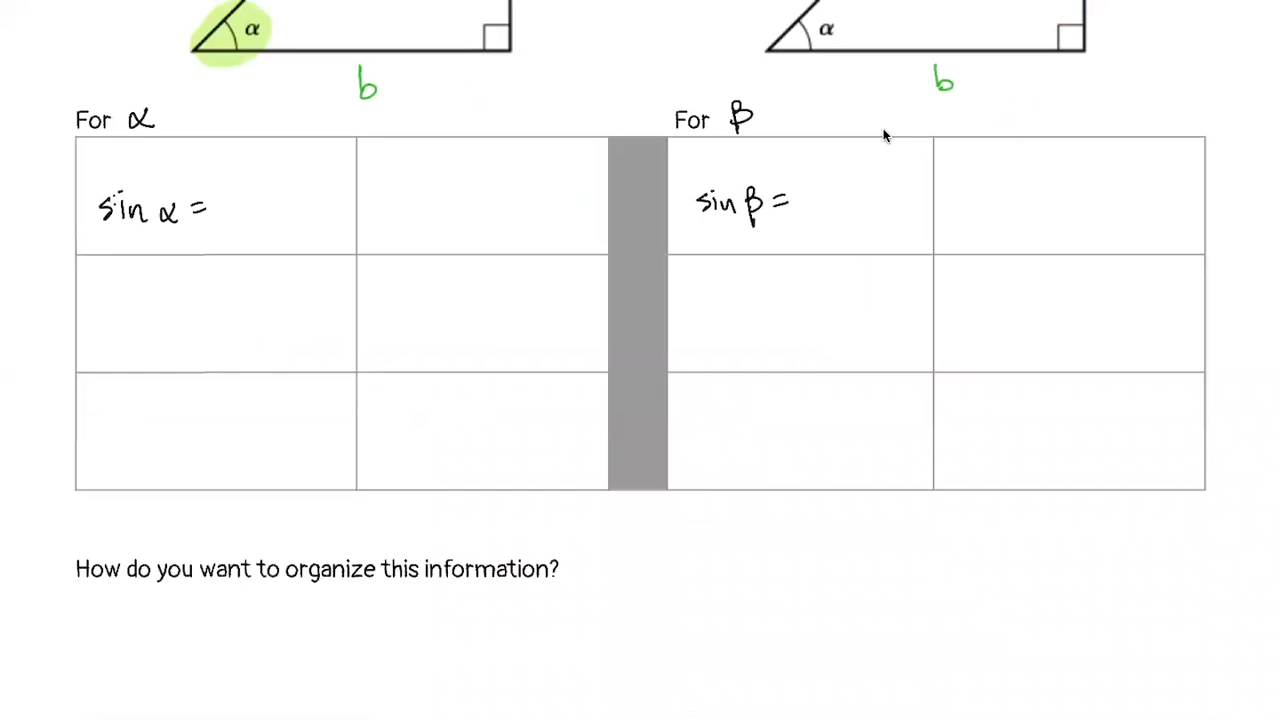 α α
b b
For α For β
sin α = sin β =
How do you want to organize this information?